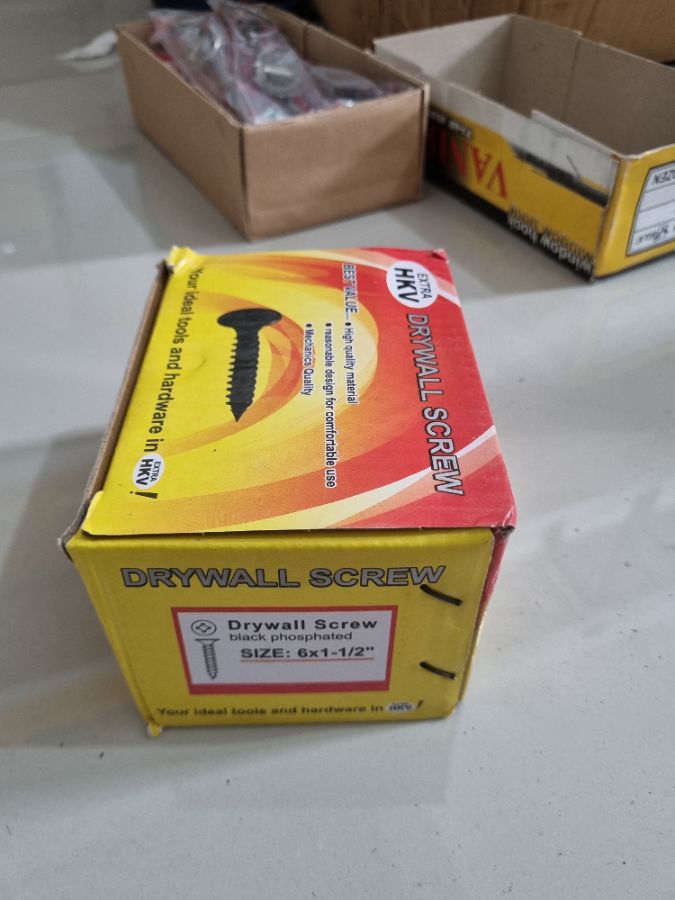 EXTRA
HKV
DRYWALL SCREW
BEST VALUE...
• High quality material
• reasonable design for comfortable use
• Mechanics Quality
Your ideal tools and hardware in EXTRA HKV !
DRYWALL SCREW
Drywall Screw
black phosphated
SIZE: 6x1-1/2"
Your ideal tools and hardware in HKV !
window hoot